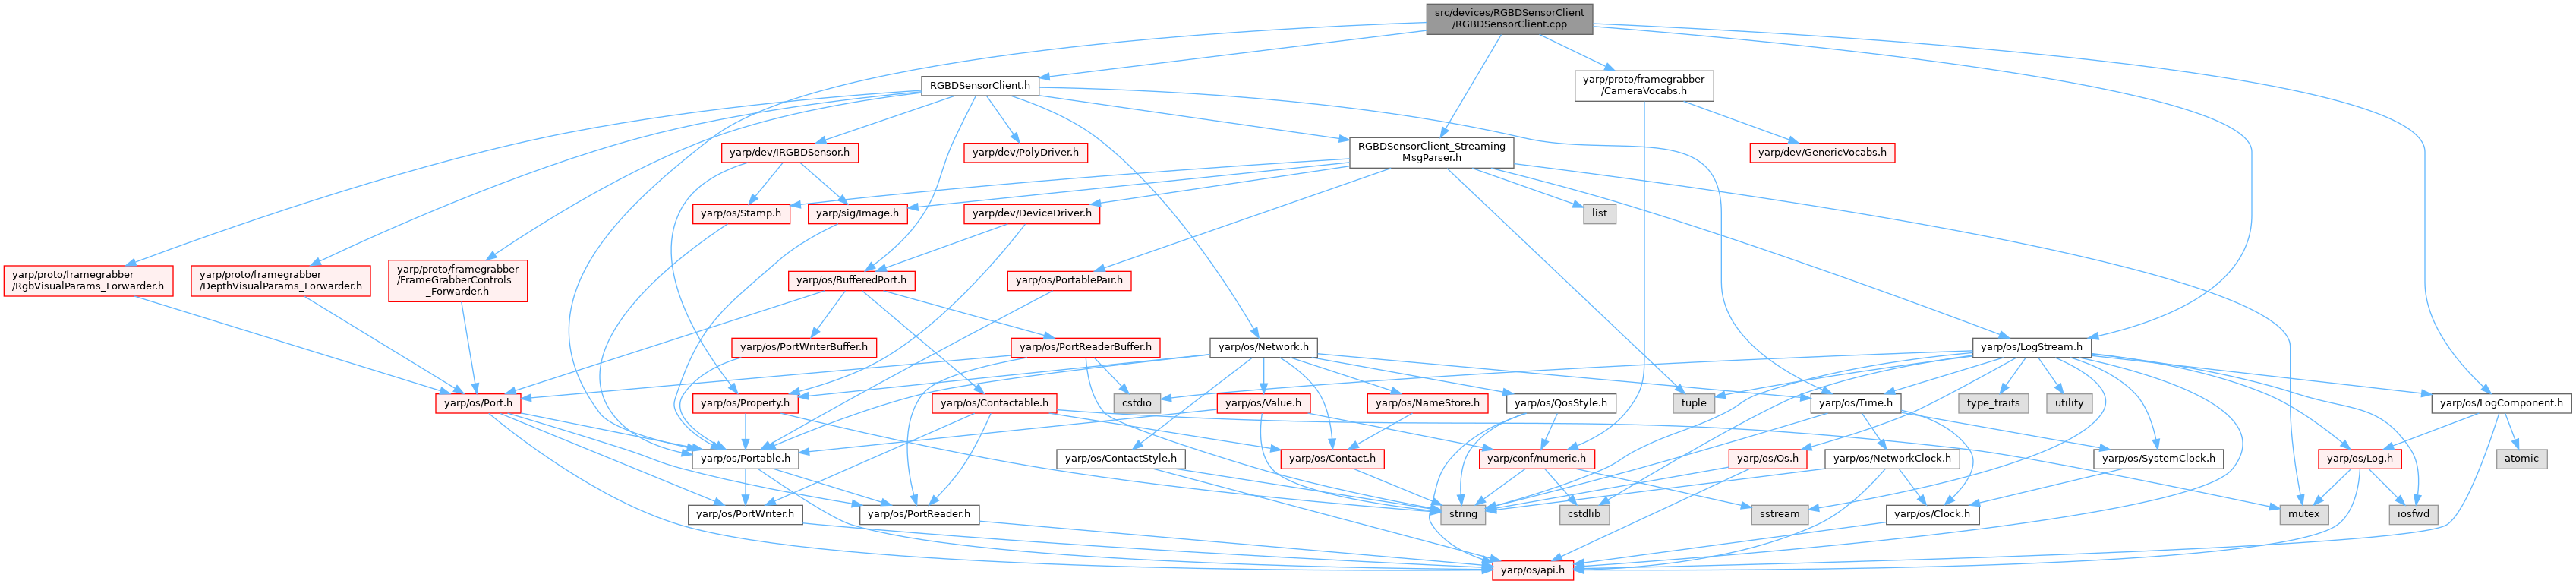 src/devices/RGBDSensorClient
/RGBDSensorClient.cpp
RGBDSensorClient.h
yarp/proto/framegrabber
/CameraVocabs.h
yarp/dev/IRGBDSensor.h
yarp/dev/PolyDriver.h
RGBDSensorClient_Streaming
MsgParser.h
yarp/dev/GenericVocabs.h
yarp/os/Stamp.h
yarp/sig/Image.h
yarp/dev/DeviceDriver.h
list
yarp/proto/framegrabber
/RgbVisualParams_Forwarder.h
yarp/proto/framegrabber
/DepthVisualParams_Forwarder.h
yarp/proto/framegrabber
/FrameGrabberControls
_Forwarder.h
yarp/os/BufferedPort.h
yarp/os/PortablePair.h
yarp/os/PortWriterBuffer.h
yarp/os/PortReaderBuffer.h
yarp/os/Network.h
yarp/os/LogStream.h
yarp/os/Port.h
yarp/os/Property.h
yarp/os/Contactable.h
cstdio
yarp/os/Value.h
yarp/os/NameStore.h
yarp/os/QosStyle.h
tuple
yarp/os/Time.h
type_traits
utility
yarp/os/LogComponent.h
yarp/os/Portable.h
yarp/os/ContactStyle.h
yarp/os/Contact.h
yarp/conf/numeric.h
yarp/os/Os.h
yarp/os/NetworkClock.h
yarp/os/SystemClock.h
yarp/os/Log.h
atomic
yarp/os/PortWriter.h
yarp/os/PortReader.h
string
cstdlib
sstream
yarp/os/Clock.h
mutex
iosfwd
yarp/os/api.h